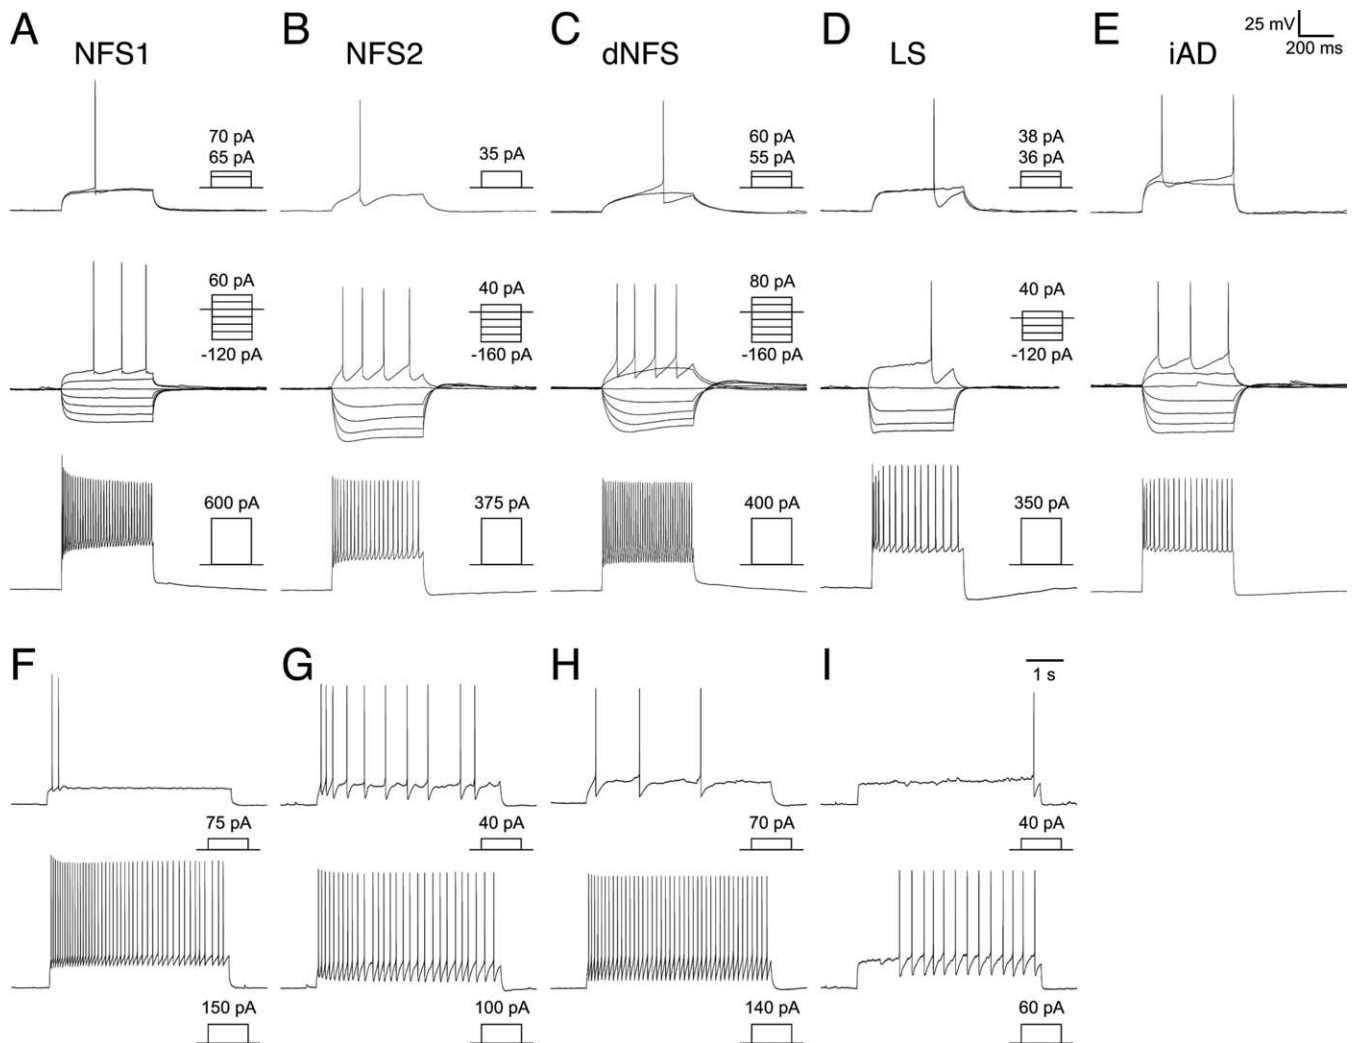 A
B
C
D
E
NFS1
NFS2
dNFS
LS
iAD
25 mV
200 ms
70 pA
65 pA
35 pA
60 pA
55 pA
38 pA
36 pA
60 pA
-120 pA
40 pA
-160 pA
80 pA
-160 pA
40 pA
-120 pA
600 pA
375 pA
400 pA
350 pA
F
G
H
I
1 s
75 pA
40 pA
70 pA
40 pA
150 pA
100 pA
140 pA
60 pA